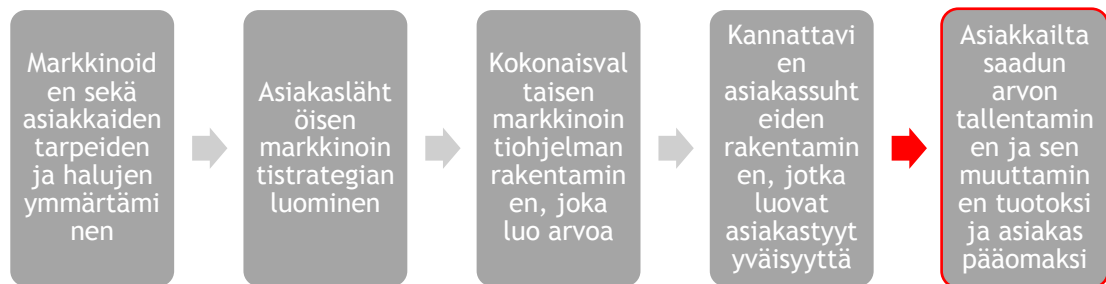 Markkinoid
en sekä
asiakkaiden
tarpeiden
ja halujen
ymmärtämi
nen
Asiakasläht
öisen
markkinoin
tistrategian
luominen
Kokonaisval
taisen
markkinoin
tiohjelman
rakentamin
en, joka
luo arvoa
Kannattavi
en
asiakassuht
eiden
rakentamin
en, jotka
luovat
asiakastyyt
yväisyyttä
Asiakkailta
saadun
arvon
tallentamin
en ja sen
muuttamin
en tuotoksi
ja asiakas
pääomaksi